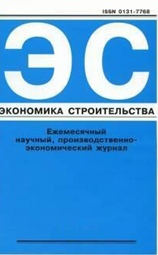 ISSN 0131-7768
ЭС
ЭКОНОМИКА СТРОИТЕЛЬСТВА
Ежемесячный
научный, производственно-
экономический журнал